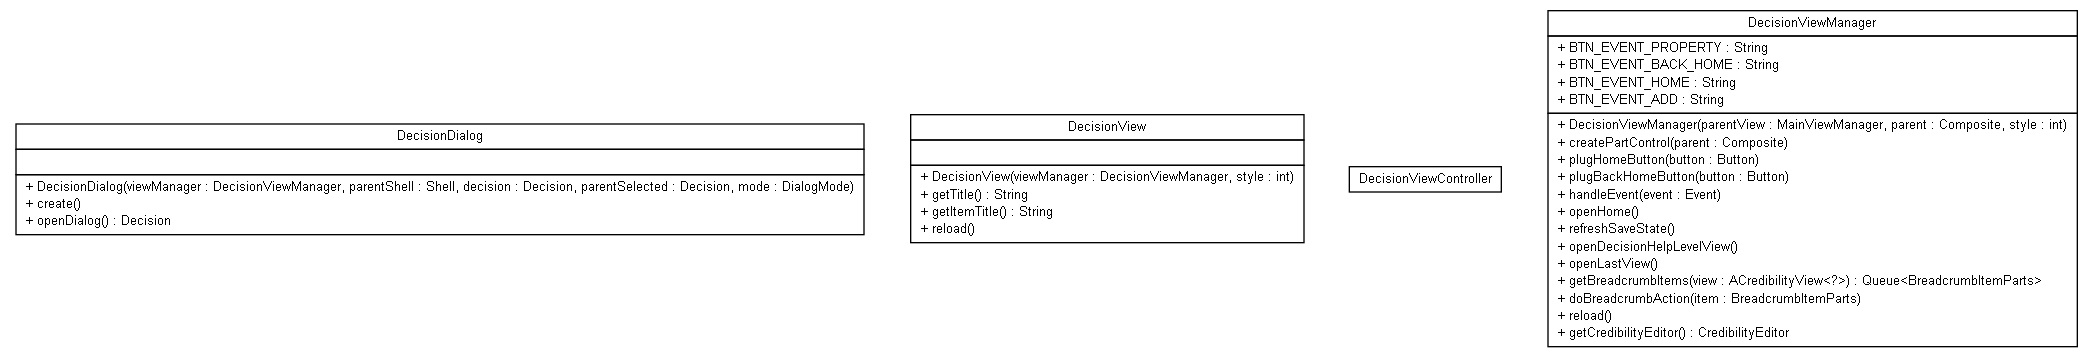 DecisionDialog
+ DecisionDialog(viewManager : DecisionViewManager, parentShell : Shell, decision : Decision, parentSelected : Decision, mode : DialogMode)
+ create()
+ openDialog() : Decision
DecisionView
+ DecisionView(viewManager : DecisionViewManager, style : int)
+ getTitle() : String
+ getItemTitle() : String
+ reload()
DecisionViewController
DecisionViewManager
+ BTN_EVENT_PROPERTY : String
+ BTN_EVENT_BACK_HOME : String
+ BTN_EVENT_HOME : String
+ BTN_EVENT_ADD : String
+ DecisionViewManager(parentView : MainViewManager, parent : Composite, style : int)
+ createPartControl(parent : Composite)
+ plugHomeButton(button : Button)
+ plugBackHomeButton(button : Button)
+ handleEvent(event : Event)
+ openHome()
+ refreshSaveState()
+ openDecisionHelpLevelView()
+ openLastView()
+ getBreadcrumbItems(view : ACredibilityView<?>) : Queue<BreadcrumbItemParts>
+ doBreadcrumbAction(item : BreadcrumbItemParts)
+ reload()
+ getCredibilityEditor() : CredibilityEditor